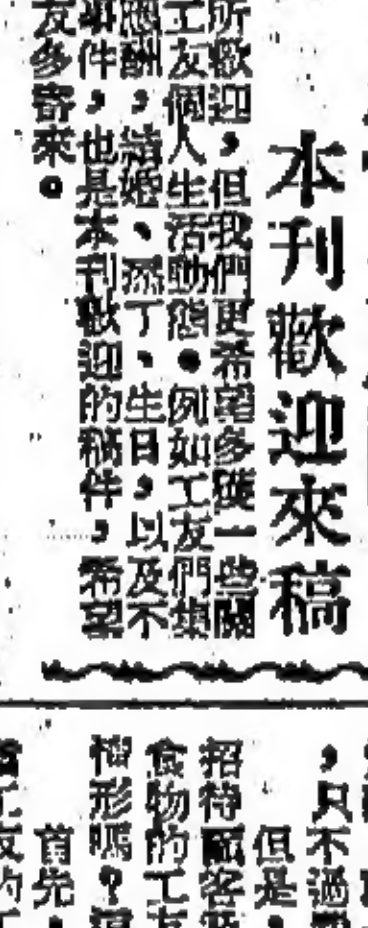 本刊歡迎來稿
所歡迎，但我們更希望多獲一些關
工友個人生活動態。例如工友們集
應酬，結婚、添丁、生日，以及不
事件，也是本刊歡迎的稿件，希望
友多寄來。
，只不過
但是，
招待顧客
食物的工友
形嗎？
首先，
友的工